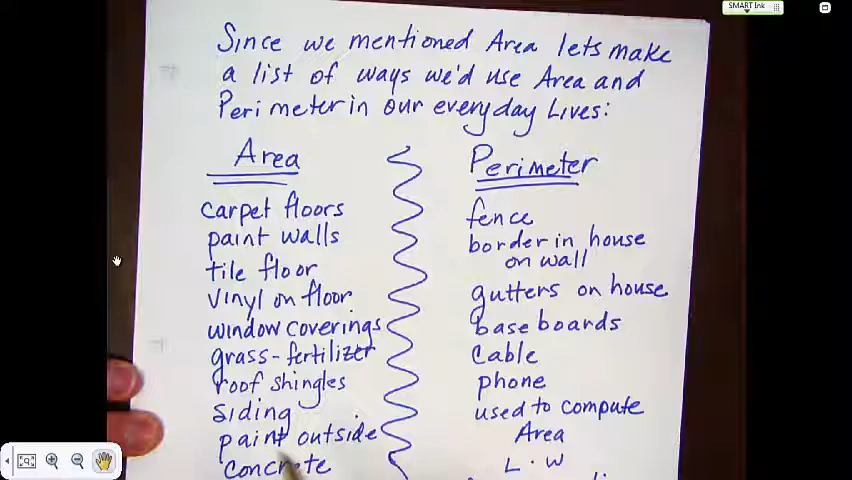 SMART Ink
Since we mentioned Area lets make
a list of ways we'd use Area and
Perimeter in our everyday Lives:
Area
carpet floors
paint walls
tile floor
vinyl on floor
window coverings
grass-fertilizer
roof shingles
siding
paint outside
concrete
Perimeter
fence
border in house
on wall
gutters on house
baseboards
Cable
phone
used to compute
Area
L · W